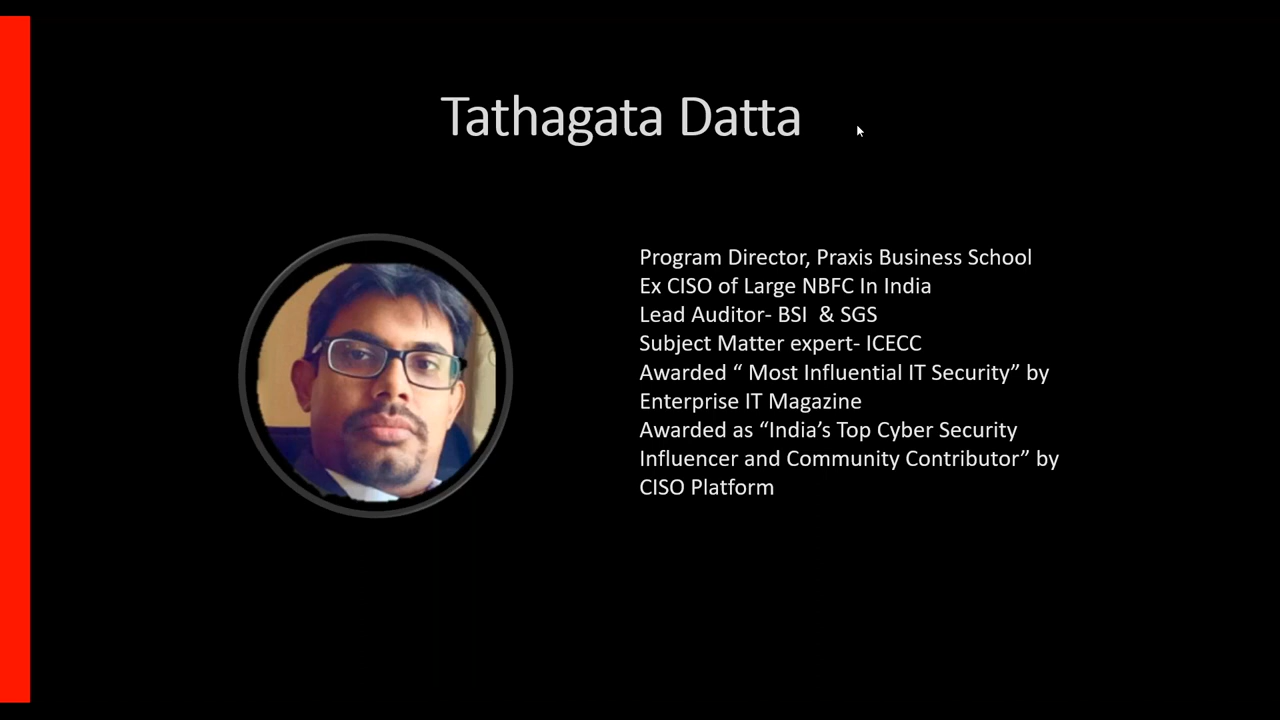 Tathagata Datta
Program Director, Praxis Business School
Ex CISO of Large NBFC In India
Lead Auditor- BSI  & SGS
Subject Matter expert- ICECC
Awarded “ Most Influential IT Security” by
Enterprise IT Magazine
Awarded as “India’s Top Cyber Security
Influencer and Community Contributor” by
CISO Platform